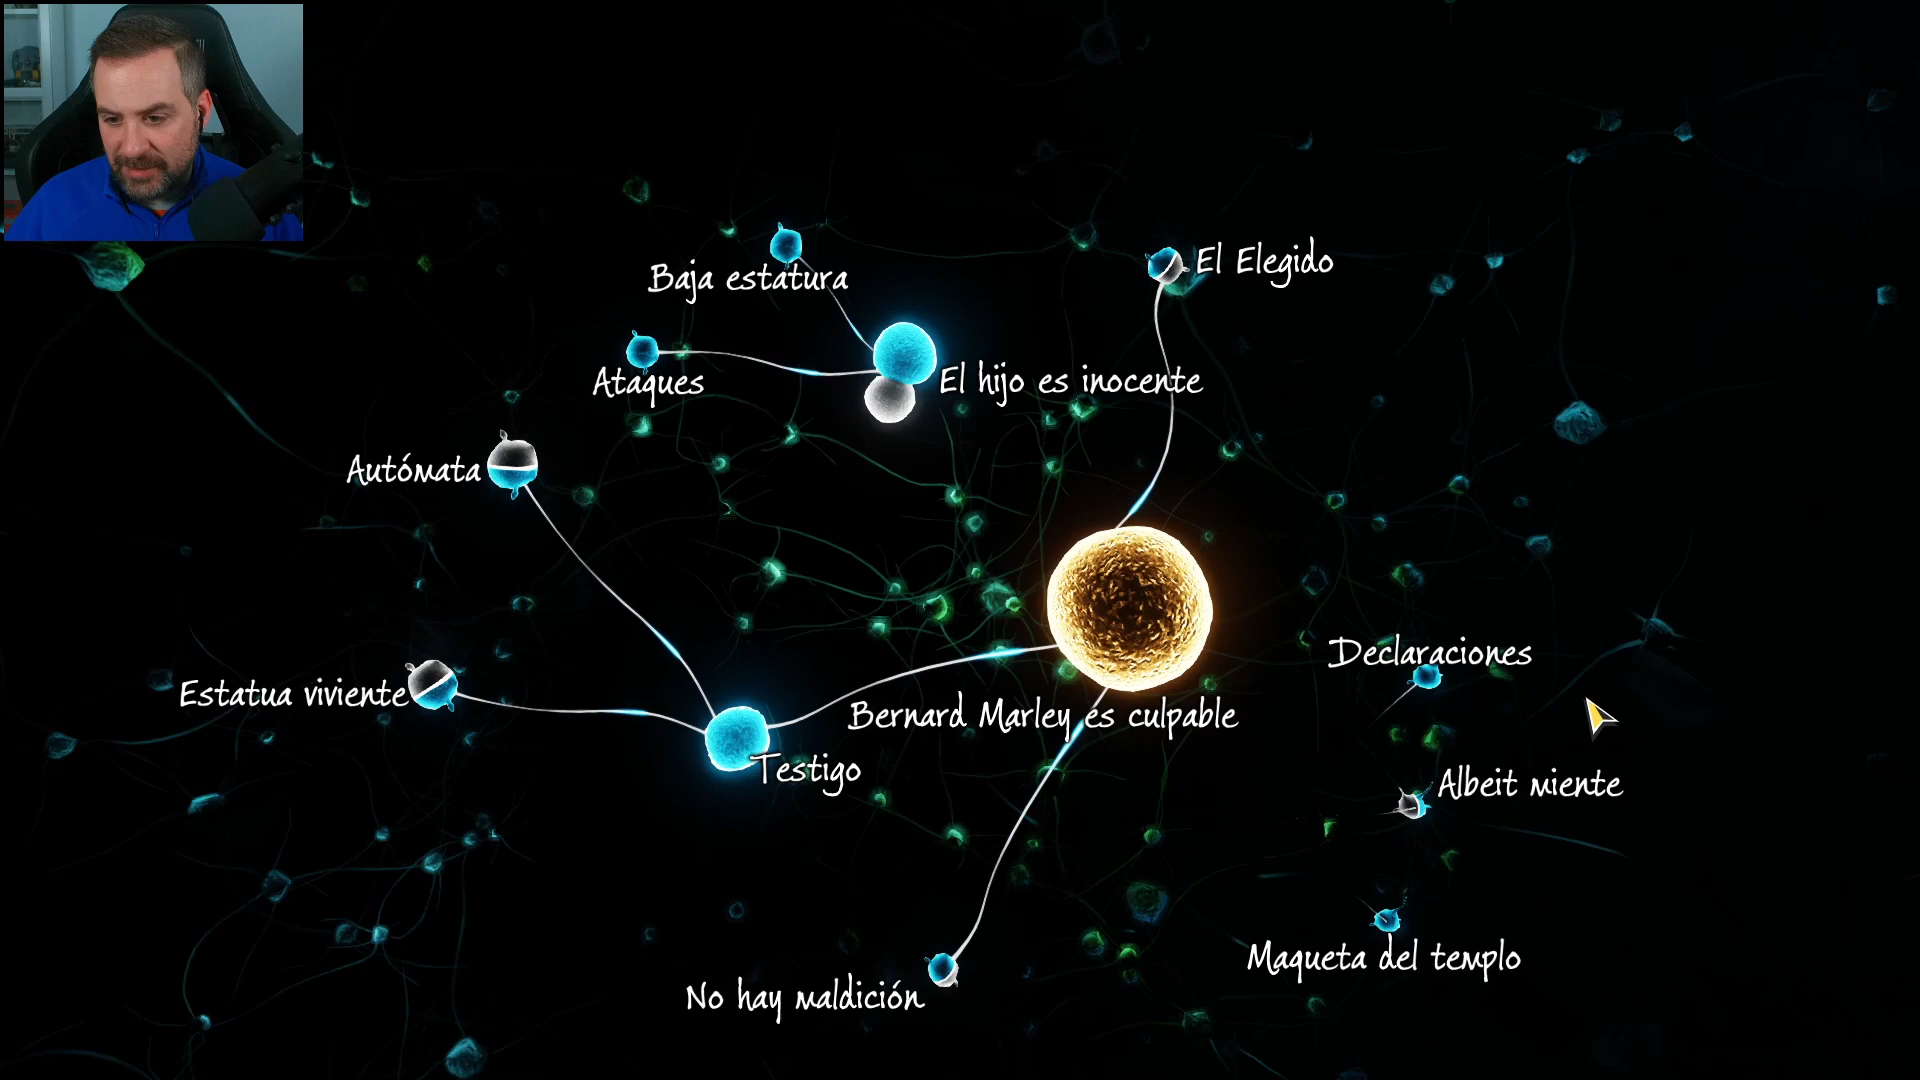 El Elegido
Baja estatura
Ataques
El hijo es inocente
Autómata
Declaraciones
Estatua viviente
Bernard Marley es culpable
Testigo
Albeit miente
Maqueta del templo
No hay maldición